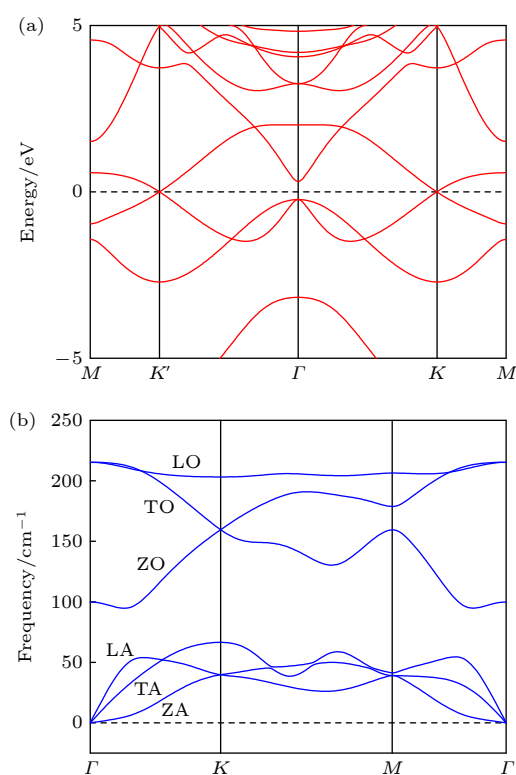 (a)
5
0
−5
Energy/eV
M K′ Γ K M
(b)
250
200
150
100
50
0
Frequency/cm⁻¹
LO
TO
ZO
LA
TA
ZA
Γ K M Γ